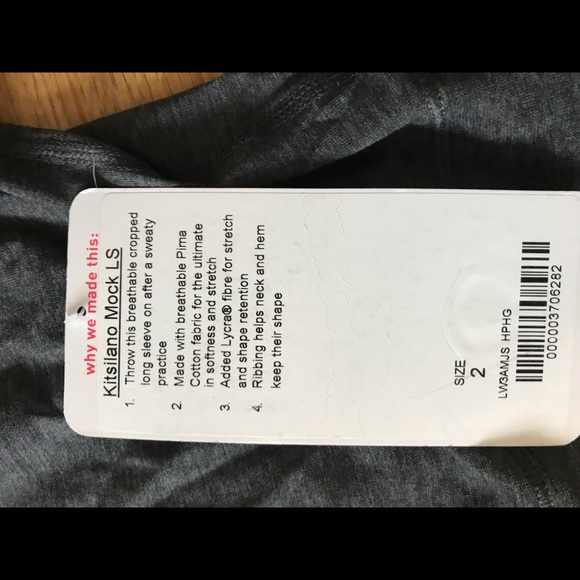 why we made this:
Kitsilano Mock LS
1. Throw this breathable cropped
long sleeve on after a sweaty
practice
2. Made with breathable Pima
Cotton fabric for the ultimate
in softness and stretch
3. Added Lycra® fibre for stretch
and shape retention
4. Ribbing helps neck and hem
keep their shape
SIZE
2
LW3AMJS HPHG
000003706282